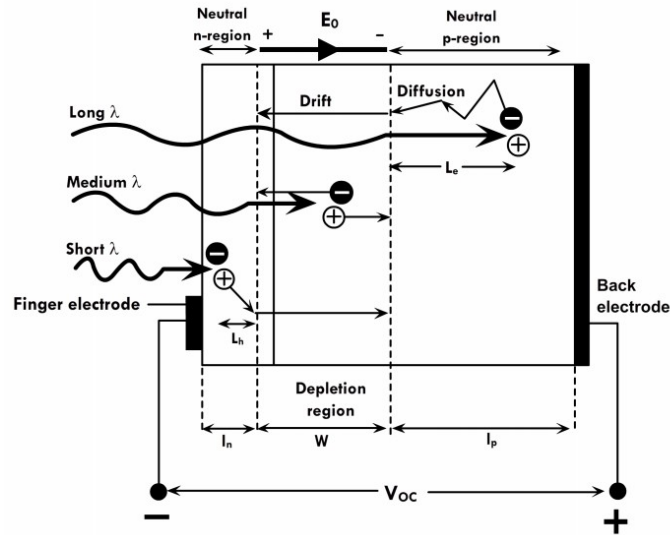 Neutral
n-region
+ E₀ −
Neutral
p-region
Long λ
Drift
Diffusion
−
+
Lₑ
Medium λ
−
+
Short λ
−
+
Finger electrode
Lₕ
Back
electrode
Depletion
region
lₙ
W
lₚ
V_OC
−
+